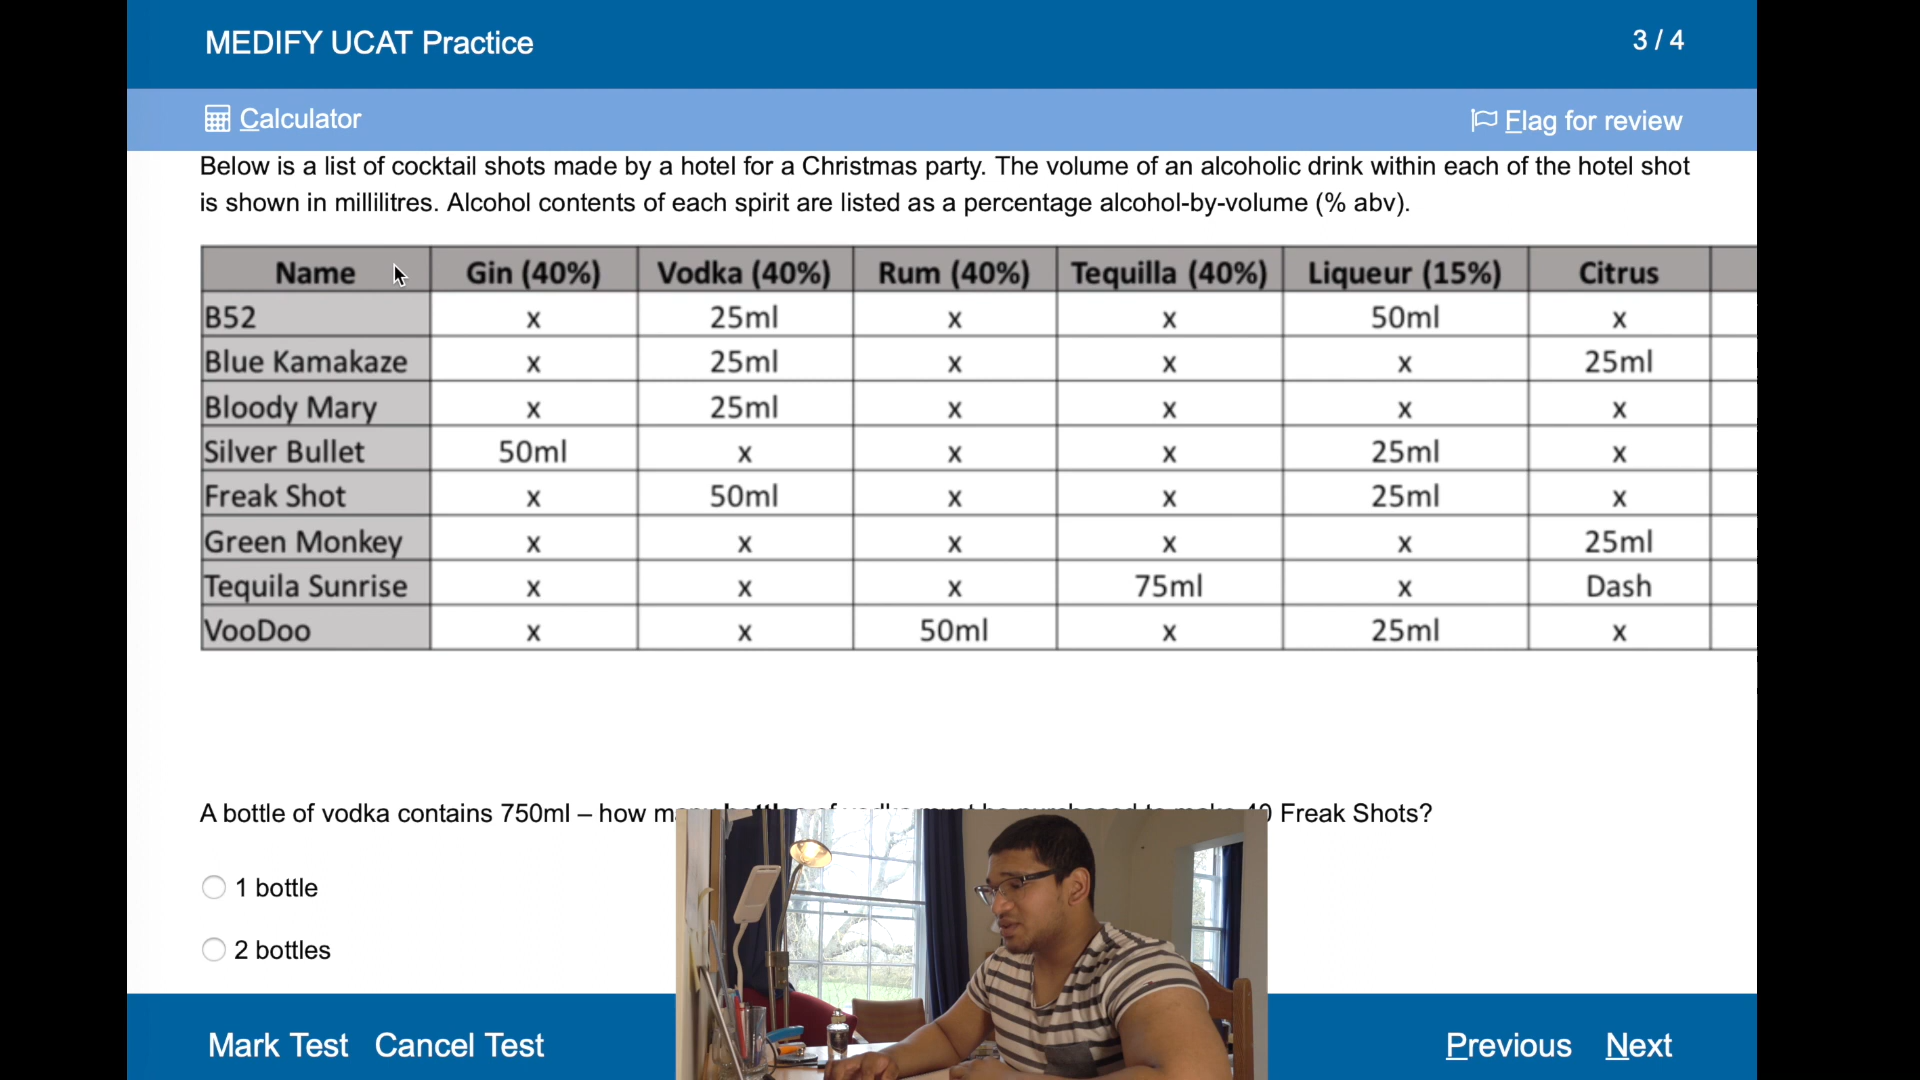 MEDIFY UCAT Practice 3 / 4
Calculator Flag for review
Below is a list of cocktail shots made by a hotel for a Christmas party. The volume of an alcoholic drink within each of the hotel shot
is shown in millilitres. Alcohol contents of each spirit are listed as a percentage alcohol-by-volume (% abv).
Name Gin (40%) Vodka (40%) Rum (40%) Tequilla (40%) Liqueur (15%) Citrus
B52 x 25ml x x 50ml x
Blue Kamakaze x 25ml x x x 25ml
Bloody Mary x 25ml x x x x
Silver Bullet 50ml x x x 25ml x
Freak Shot x 50ml x x 25ml x
Green Monkey x x x x x 25ml
Tequila Sunrise x x x 75ml x Dash
VooDoo x x 50ml x 25ml x
A bottle of vodka contains 750ml – how Freak Shots?
1 bottle
2 bottles
Mark Test Cancel Test Previous Next